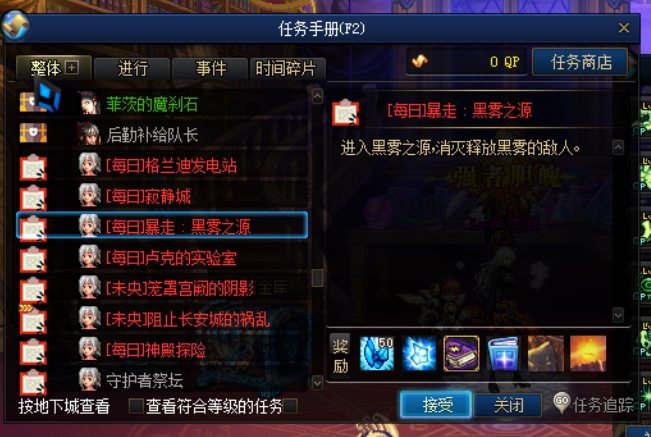 任务手册(F2)
整体 进行 事件 时间碎片
0 QP 任务商店
菲茨的魔刹石
后勤补给队长
[每日]格兰迪发电站
[每日]寂静城
[每日]暴走：黑雾之源
[每日]卢克的实验室
[未央]笼罩宫阙的阴影
[未央]阻止长安城的祸乱
[每日]神殿探险
守护者祭坛
按地下城查看 查看符合等级的任务
[每日]暴走：黑雾之源
进入黑雾之源,消灭释放黑雾的敌人。
奖励
50
接受 关闭 GO 任务追踪